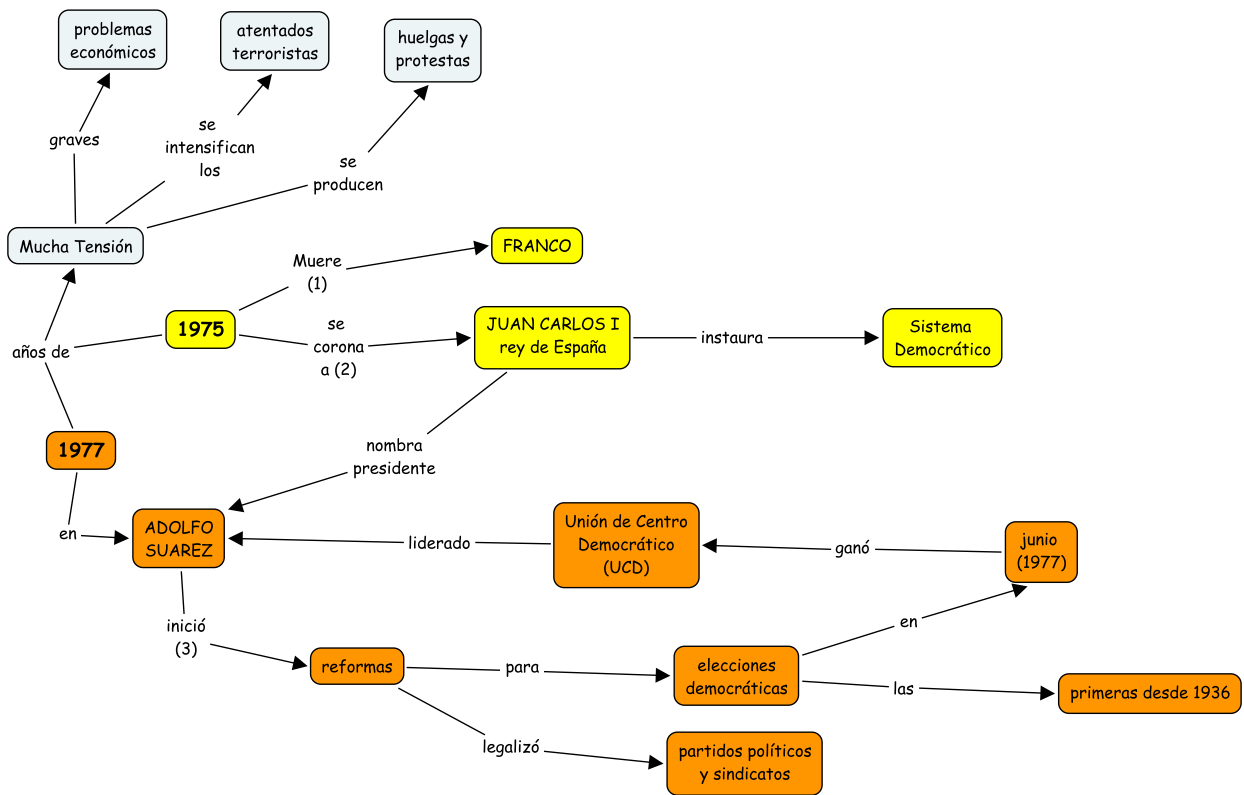 problemas
económicos
atentados
terroristas
huelgas y
protestas
graves
se
intensifican
los
se
producen
Mucha Tensión
FRANCO
Muere
(1)
1975
se
corona
a (2)
JUAN CARLOS I
rey de España
instaura
Sistema
Democrático
años de
1977
nombra
presidente
en
ADOLFO
SUAREZ
liderado
Unión de Centro
Democrático
(UCD)
ganó
junio
(1977)
inició
(3)
en
reformas
para
elecciones
democráticas
las
primeras desde 1936
legalizó
partidos políticos
y sindicatos